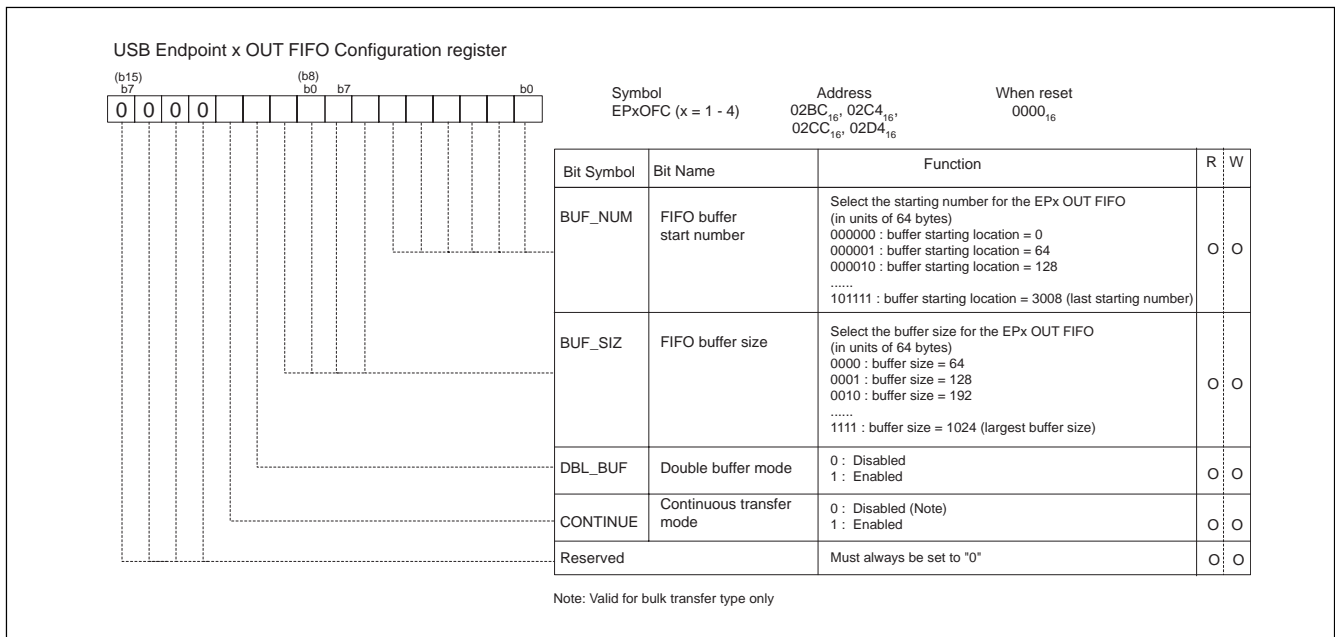 USB Endpoint x OUT FIFO Configuration register
(b15) (b8)
b7 b0 b7 b0
0 0 0 0
Symbol Address When reset
EPxOFC (x = 1 - 4) 02BC16, 02C416, 000016
02CC16, 02D416
Bit Symbol Bit Name Function R W
BUF_NUM FIFO buffer
start number
Select the starting number for the EPx OUT FIFO
(in units of 64 bytes)
000000 : buffer starting location = 0
000001 : buffer starting location = 64
000010 : buffer starting location = 128
......
101111 : buffer starting location = 3008 (last starting number)
O O
BUF_SIZ FIFO buffer size
Select the buffer size for the EPx OUT FIFO
(in units of 64 bytes)
0000 : buffer size = 64
0001 : buffer size = 128
0010 : buffer size = 192
......
1111 : buffer size = 1024 (largest buffer size)
O O
DBL_BUF Double buffer mode
0 : Disabled
1 : Enabled
O O
CONTINUE Continuous transfer
mode
0 : Disabled (Note)
1 : Enabled
O O
Reserved Must always be set to "0" O O
Note: Valid for bulk transfer type only